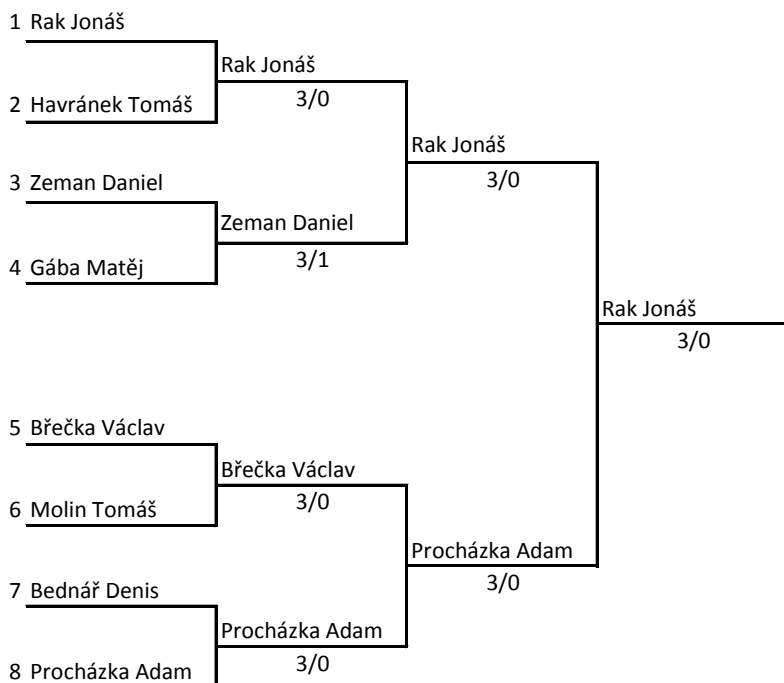 1 Rak Jonáš
Rak Jonáš
2 Havránek Tomáš
3/0
Rak Jonáš
3 Zeman Daniel
3/0
Zeman Daniel
4 Gába Matěj
3/1
Rak Jonáš
3/0
5 Břečka Václav
Břečka Václav
6 Molin Tomáš
3/0
Procházka Adam
7 Bednář Denis
3/0
Procházka Adam
8 Procházka Adam
3/0